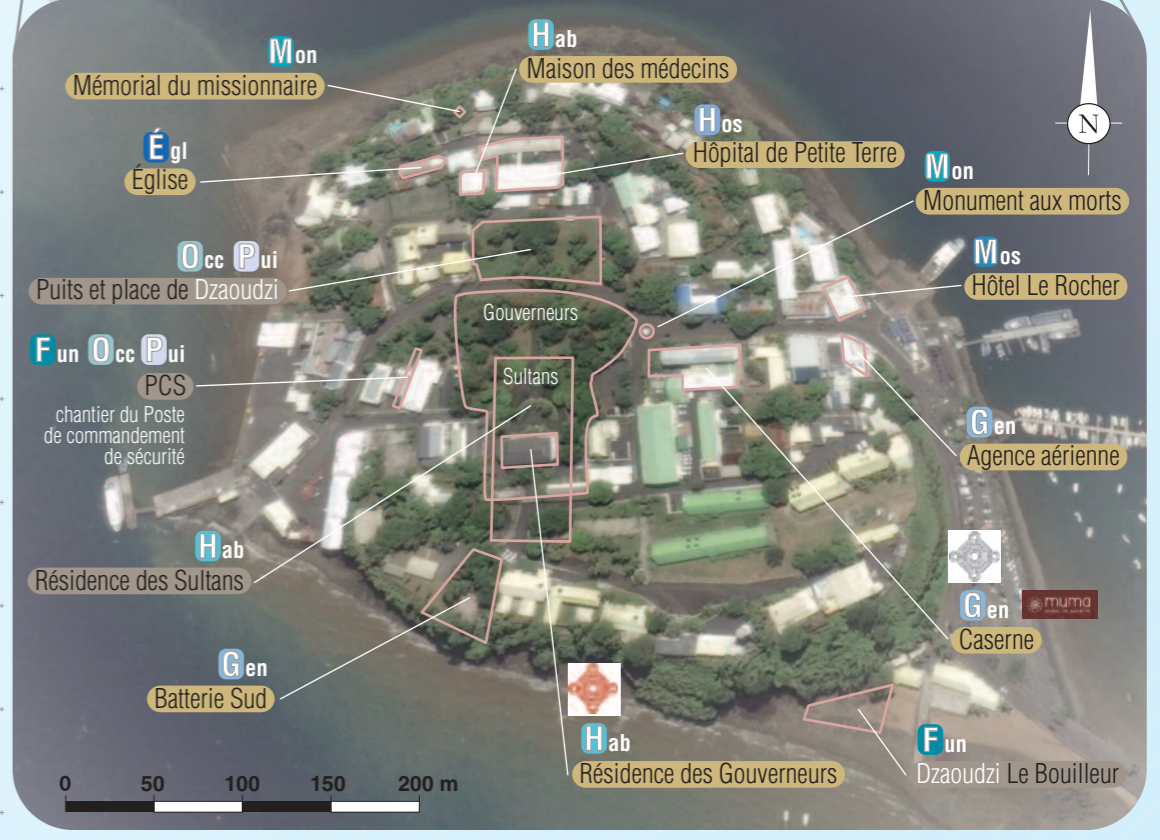 Mon
Mémorial du missionnaire
Hab
Maison des médecins
Hos
Hôpital de Petite Terre
Égl
Église
Mon
Monument aux morts
N
Occ Pui
Puits et place de Dzaoudzi
Mos
Hôtel Le Rocher
Gouverneurs
Sultans
Fun Occ Pui
PCS
chantier du Poste
de commandement
de sécurité
Gen
Agence aérienne
Hab
Résidence des Sultans
Gen
muma
Caserne
Gen
Batterie Sud
Hab
Résidence des Gouverneurs
Fun
Dzaoudzi Le Bouilleur
0 50 100 150 200 m